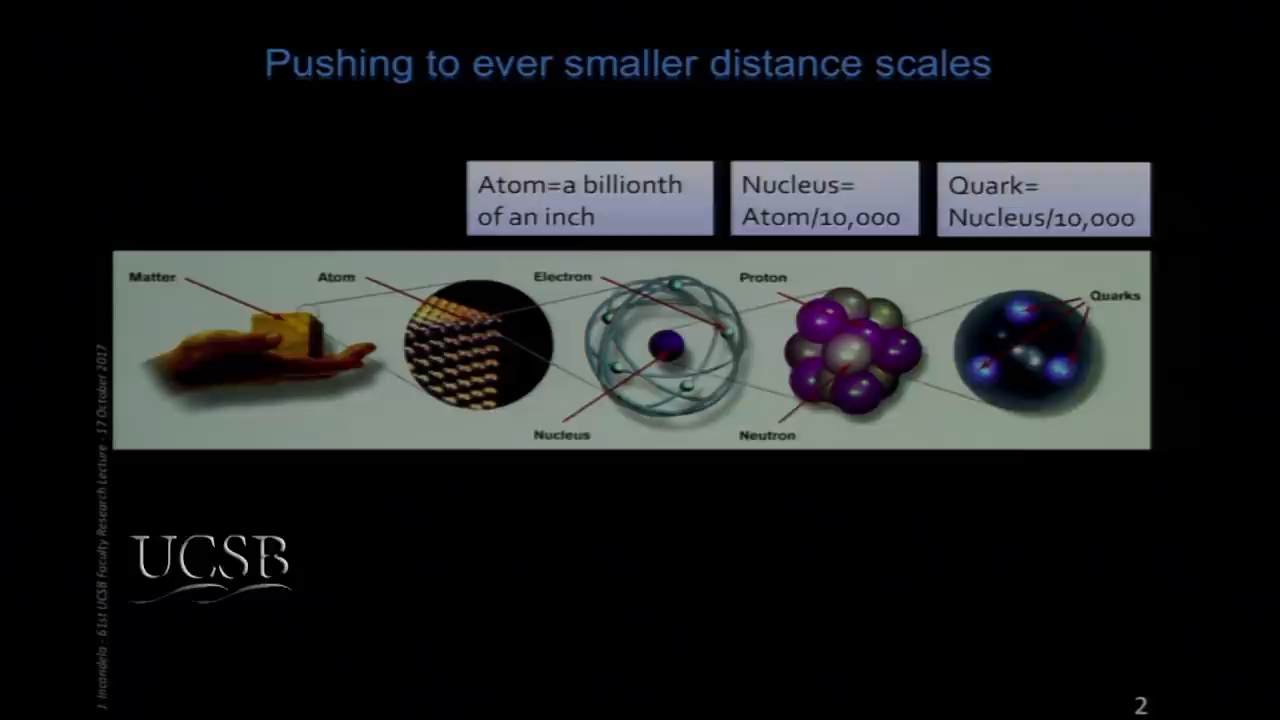 Pushing to ever smaller distance scales
Atom=a billionth
of an inch
Nucleus=
Atom/10,000
Quark=
Nucleus/10,000
Matter
Atom
Electron
Proton
Quarks
Nucleus
Neutron
J. Incandela - 61st UCSB Faculty Research Lecture - 17 October 2017
UCSB
2